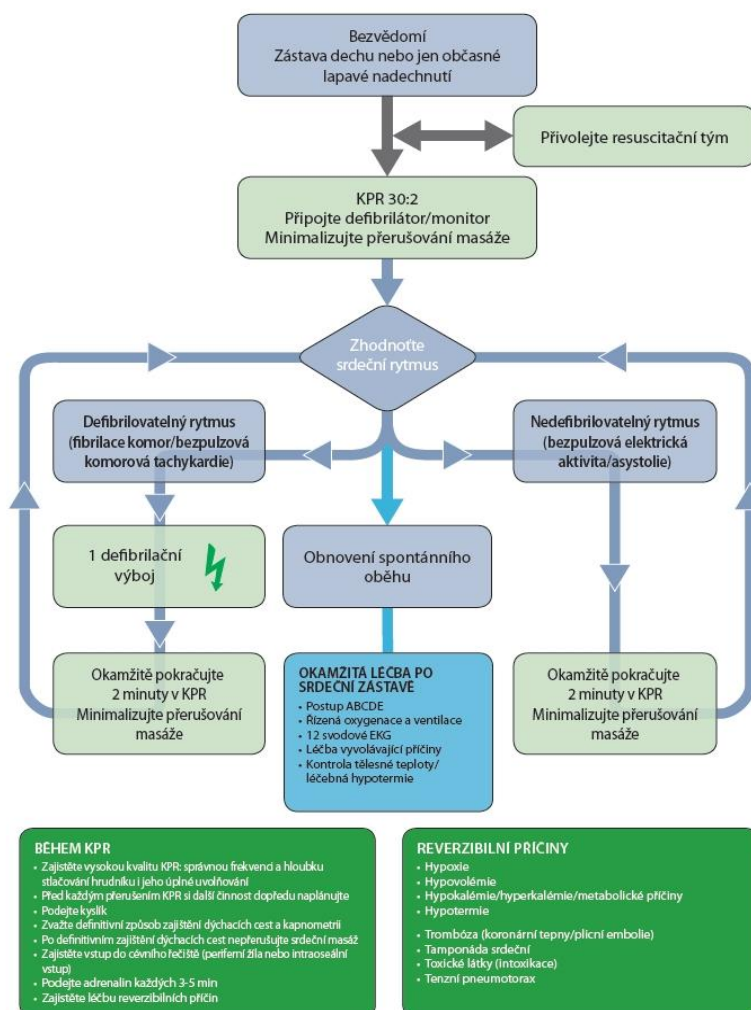 Bezvědomí
Zástava dechu nebo jen občasné
lapavé nadechnutí
Přivolejte resuscitační tým
KPR 30:2
Připojte defibrilátor/monitor
Minimalizujte přerušování masáže
Zhodnoťte
srdeční rytmus
Defibrilovatelný rytmus
(fibrilace komor/bezpulzová
komorová tachykardie)
Nedefibrilovatelný rytmus
(bezpulzová elektrická
aktivita/asystolie)
1 defibrilační
výboj
Obnovení spontánního
oběhu
Okamžitě pokračujte
2 minuty v KPR
Minimalizujte přerušování
masáže
OKAMŽITÁ LÉČBA PO
SRDEČNÍ ZÁSTAVĚ
• Postup ABCDE
• Řízená oxygenace a ventilace
• 12 svodové EKG
• Léčba vyvolávající příčiny
• Kontrola tělesné teploty/
léčebná hypotermie
Okamžitě pokračujte
2 minuty v KPR
Minimalizujte přerušování
masáže
BĚHEM KPR
• Zajistěte vysokou kvalitu KPR: správnou frekvenci a hloubku
stlačování hrudníku i jeho úplné uvolňování
• Před každým přerušením KPR si další činnost dopředu naplánujte
• Podejte kyslík
• Zvažte definitivní způsob zajištění dýchacích cest a kapnometrii
• Po definitivním zajištění dýchacích cest nepřerušujte srdeční masáž
• Zajistěte vstup do cévního řečiště (periferní žíla nebo intraoseální
vstup)
• Podejte adrenalin každých 3-5 min
• Zajistěte léčbu reverzibilních příčin
REVERZIBILNÍ PŘÍČINY
• Hypoxie
• Hypovolémie
• Hypokalémie/hyperkalémie/metabolické příčiny
• Hypotermie
• Trombóza (koronární tepny/plicní embolie)
• Tamponáda srdeční
• Toxické látky (intoxikace)
• Tenzní pneumotorax